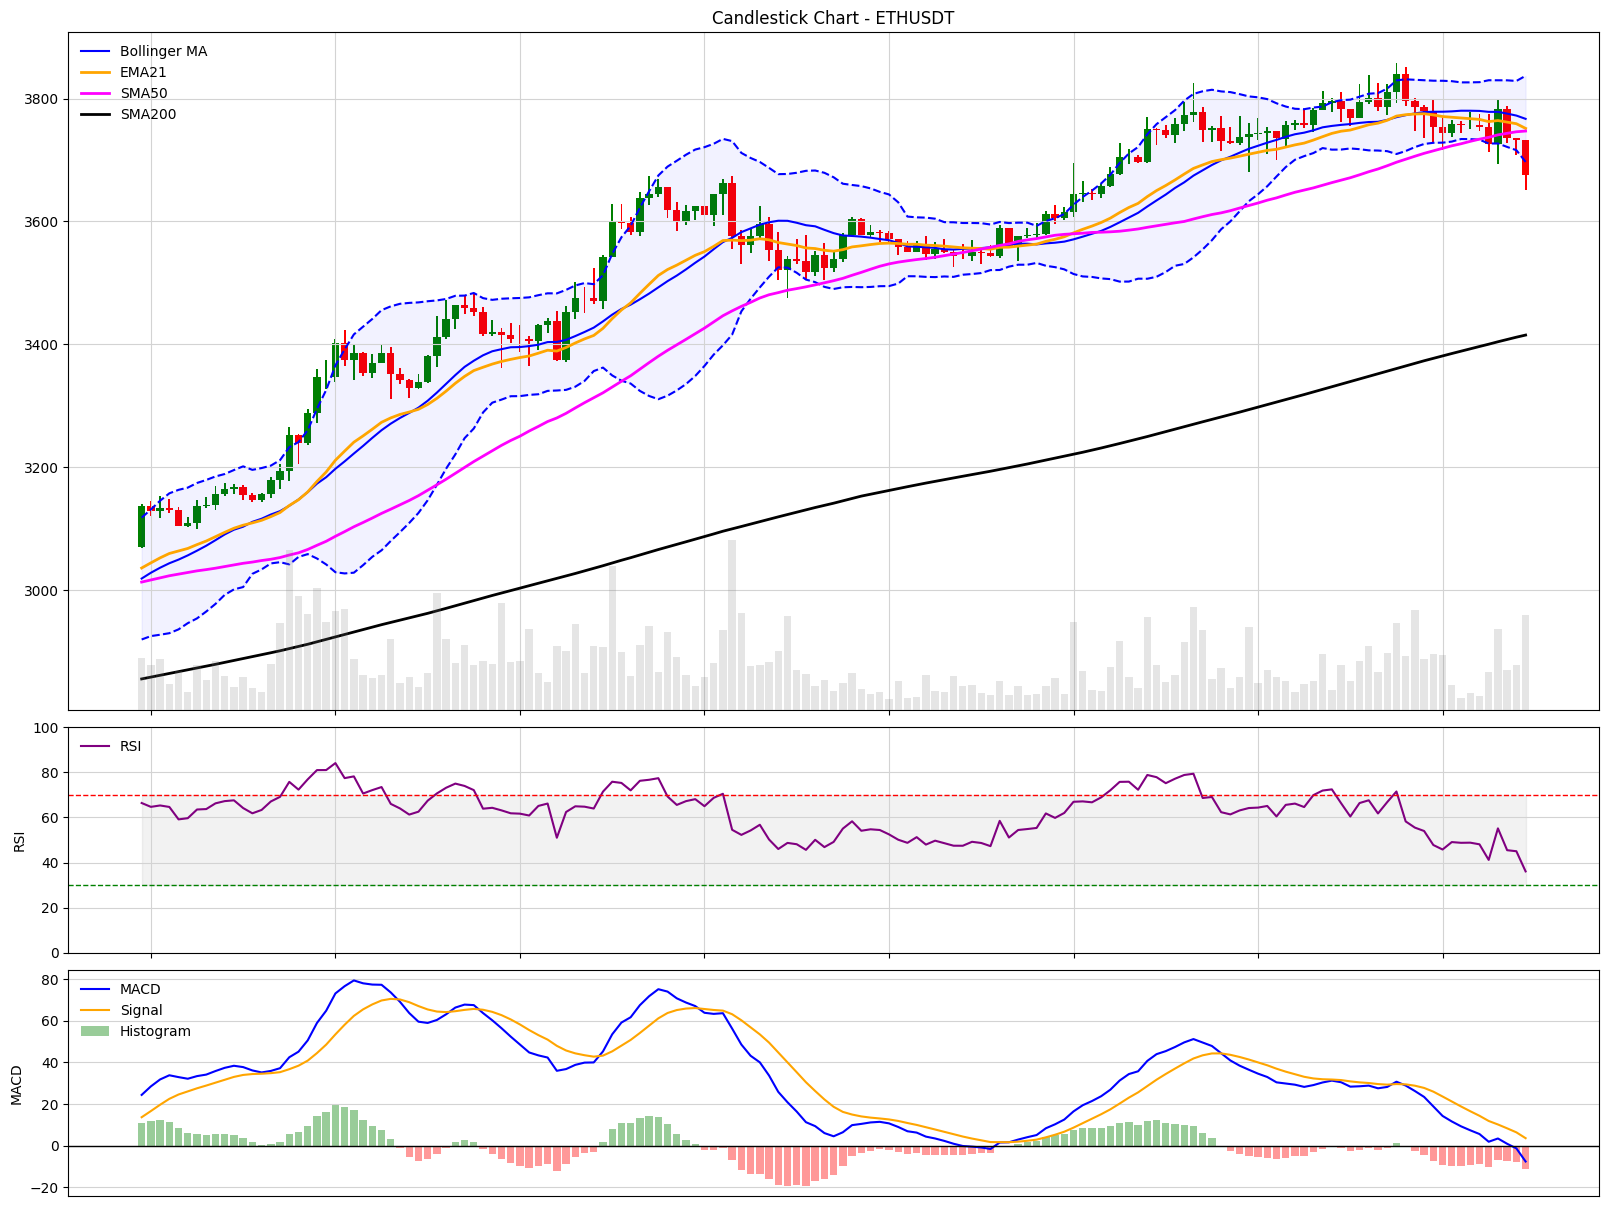 Candlestick Chart - ETHUSDT
Bollinger MA
EMA21
SMA50
SMA200
3800
3600
3400
3200
3000
RSI
100
80
60
40
20
0
RSI
MACD
Signal
Histogram
80
60
40
20
0
−20
MACD